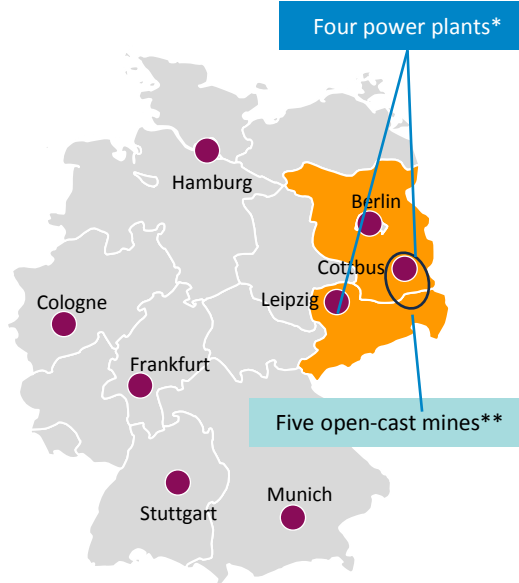 Four power plants*
Hamburg
Berlin
Cottbus
Leipzig
Cologne
Frankfurt
Five open-cast mines**
Munich
Stuttgart